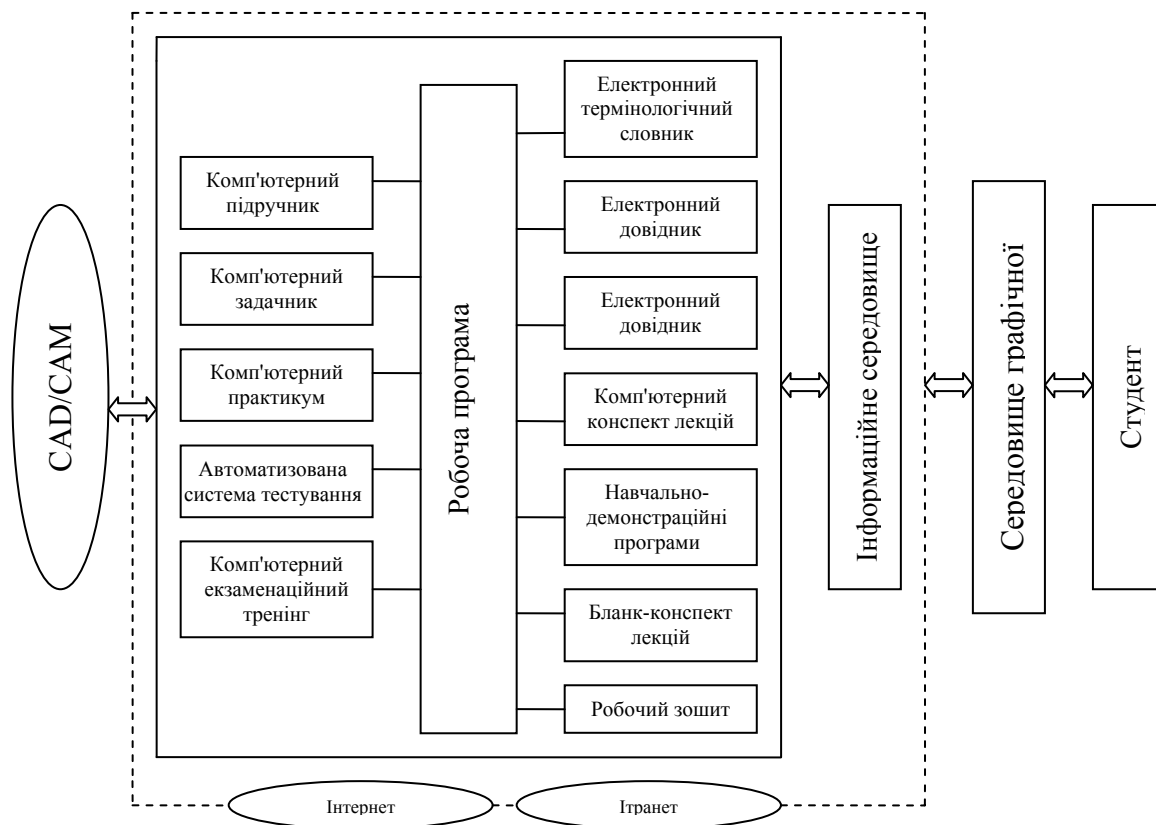 CAD/CAM
Комп'ютерний
підручник
Комп'ютерний
задачник
Комп'ютерний
практикум
Автоматизована
система тестування
Комп'ютерний
екзаменаційний
тренінг
Робоча програма
Електронний
термінологічний
словник
Електронний
довідник
Електронний
довідник
Комп'ютерний
конспект лекцій
Навчально-
демонстраційні
програми
Бланк-конспект
лекцій
Робочий зошит
Інформаційне середовище
Середовище графічної
Студент
Інтернет
Ітранет